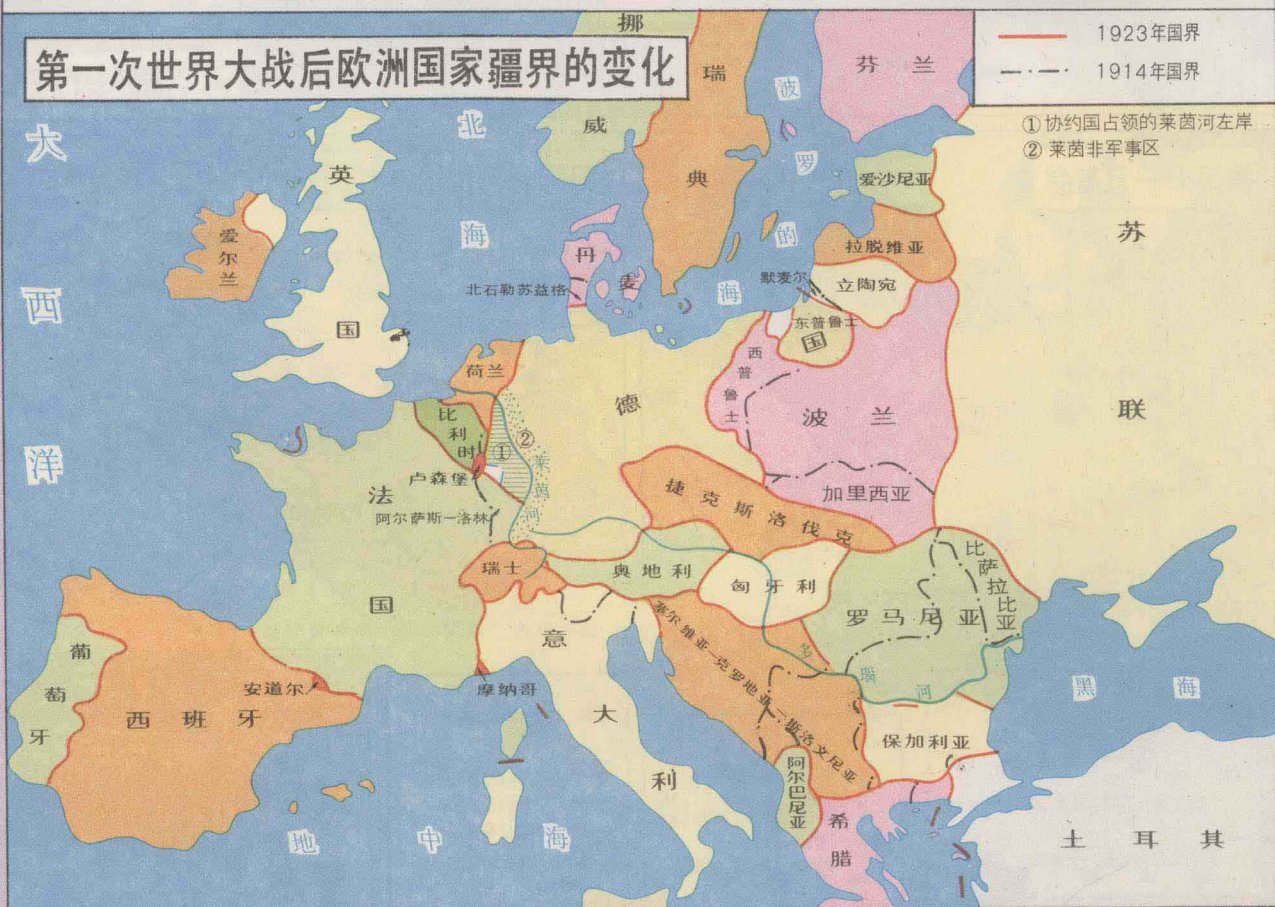 第一次世界大战后欧洲国家疆界的变化
1923年国界
1914年国界
①协约国占领的莱茵河左岸
②莱茵非军事区
挪威
瑞典
芬兰
大西洋
北海
波罗的海
英国
爱尔兰
丹麦
北石勒苏益格
爱沙尼亚
拉脱维亚
立陶宛
默麦尔
东普鲁士
苏联
荷兰
比利时
卢森堡
阿尔萨斯—洛林
①
②
莱茵河
德国
西普鲁士
波兰
加里西亚
捷克斯洛伐克
法国
瑞士
奥地利
匈牙利
罗马尼亚
比萨拉比亚
意大利
塞尔维亚—克罗地亚—斯洛文尼亚
多瑙河
葡萄牙
西班牙
安道尔
摩纳哥
保加利亚
阿尔巴尼亚
希腊
土耳其
黑海
地中海